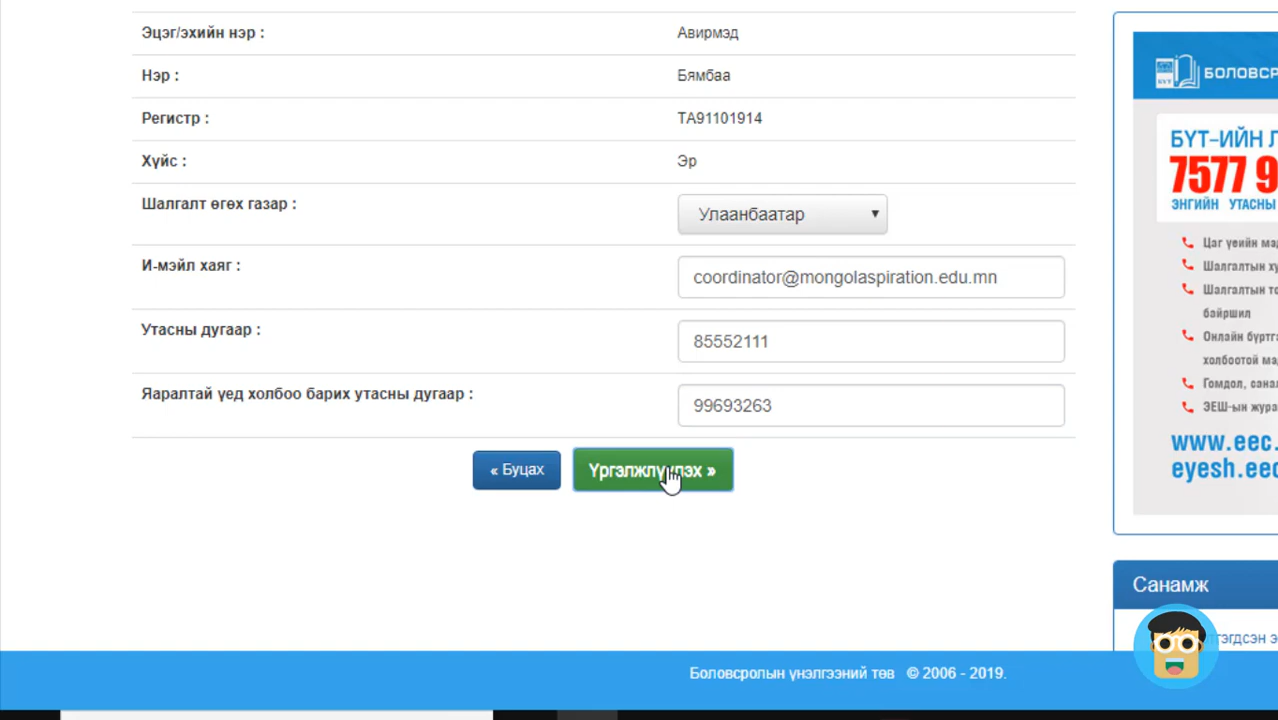 Эцэг/эхийн нэр : Авирмэд
Нэр : Бямбаа
Регистр : ТА91101914
Хүйс : Эр
Шалгалт өгөх газар : Улаанбаатар
И-мэйл хаяг : coordinator@mongolaspiration.edu.mn
Утасны дугаар : 85552111
Яаралтай үед холбоо барих утасны дугаар : 99693263
« Буцах
Үргэлжлүүлэх »
БОЛОВСР
БҮТ-ИЙН Л
7577 9
ЭНГИЙН УТАСНЫ
Цаг үеийн ма
Шалгалтын ху
Шалгалтын то
байршил
Онлайн бүртг
холбоотой ма
Гомдол, санал
ЭЕШ-ын жура
www.eec.
eyesh.eec
Санамж
Боловсролын үнэлгээний төв © 2006 - 2019.